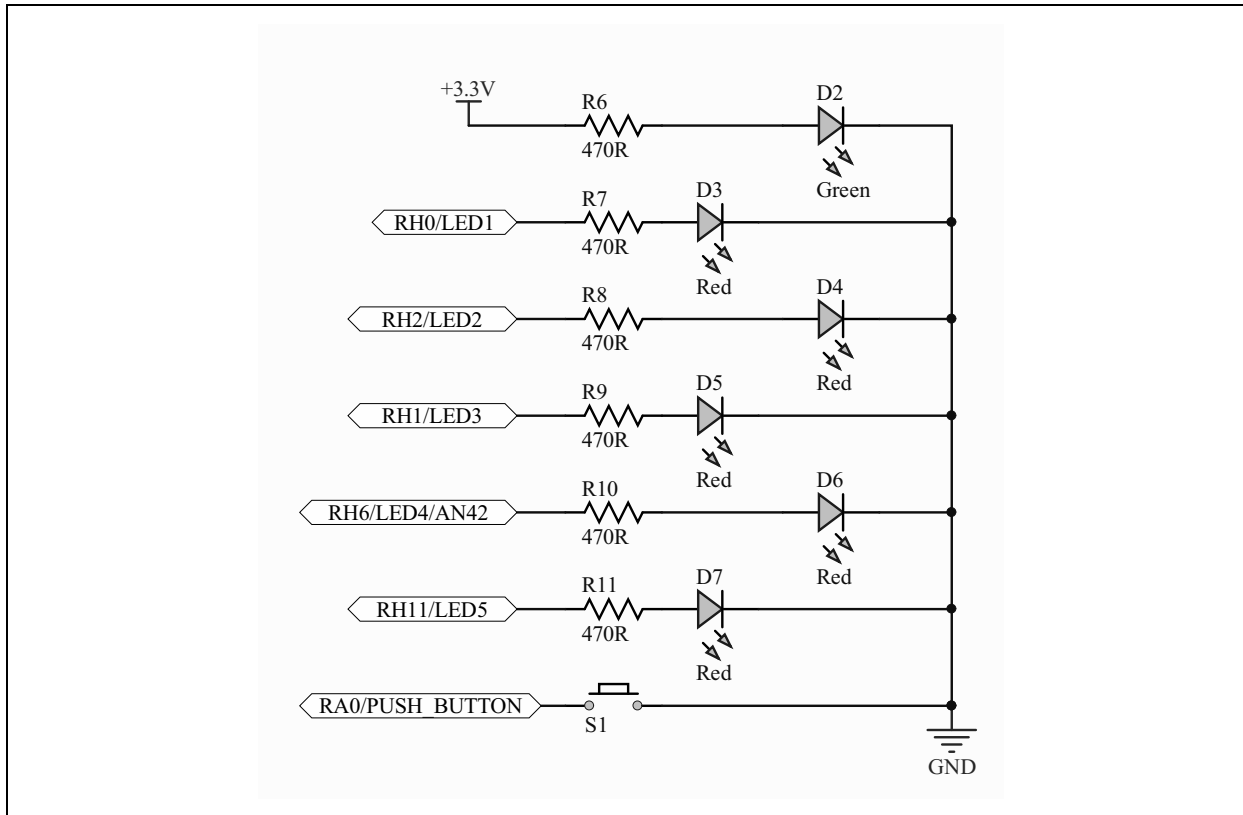 +3.3V
R6
470R
D2
Green
RH0/LED1
R7
470R
D3
Red
RH2/LED2
R8
470R
D4
Red
RH1/LED3
R9
470R
D5
Red
RH6/LED4/AN42
R10
470R
D6
Red
RH11/LED5
R11
470R
D7
Red
RA0/PUSH_BUTTON
S1
GND